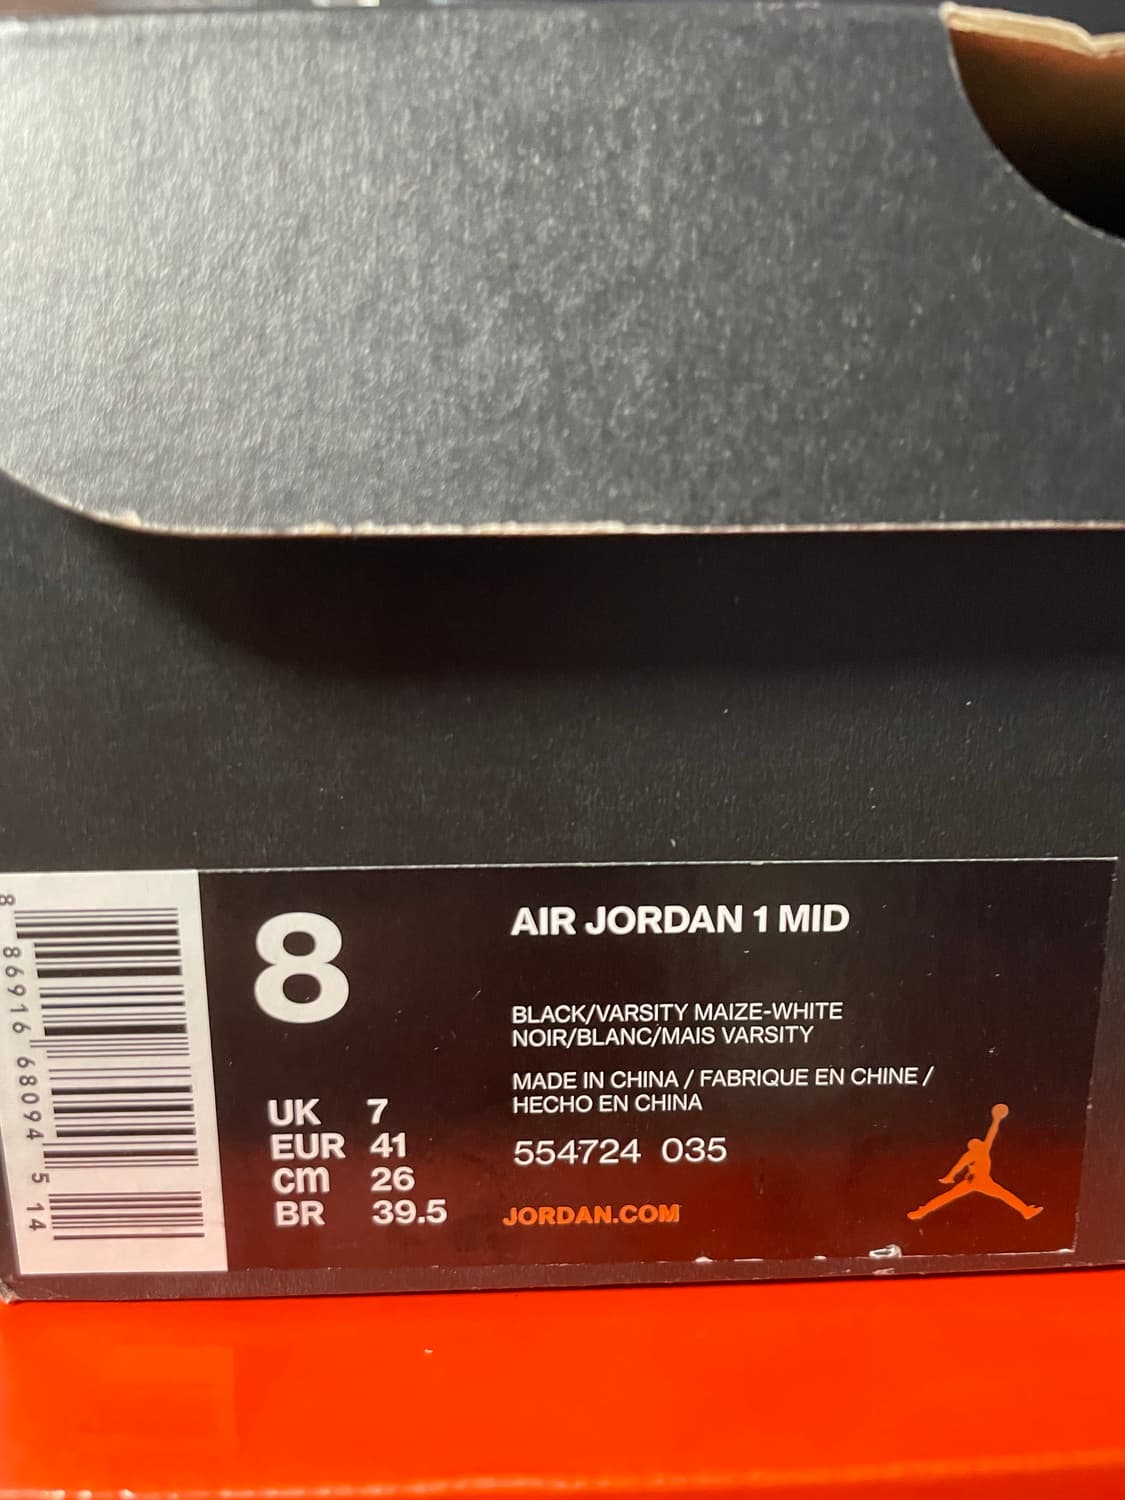 8
AIR JORDAN 1 MID
BLACK/VARSITY MAIZE-WHITE
NOIR/BLANC/MAIS VARSITY
MADE IN CHINA / FABRIQUE EN CHINE /
HECHO EN CHINA
554724 035
JORDAN.COM
UK 7
EUR 41
cm 26
BR 39.5
8 86916 68094 5 14